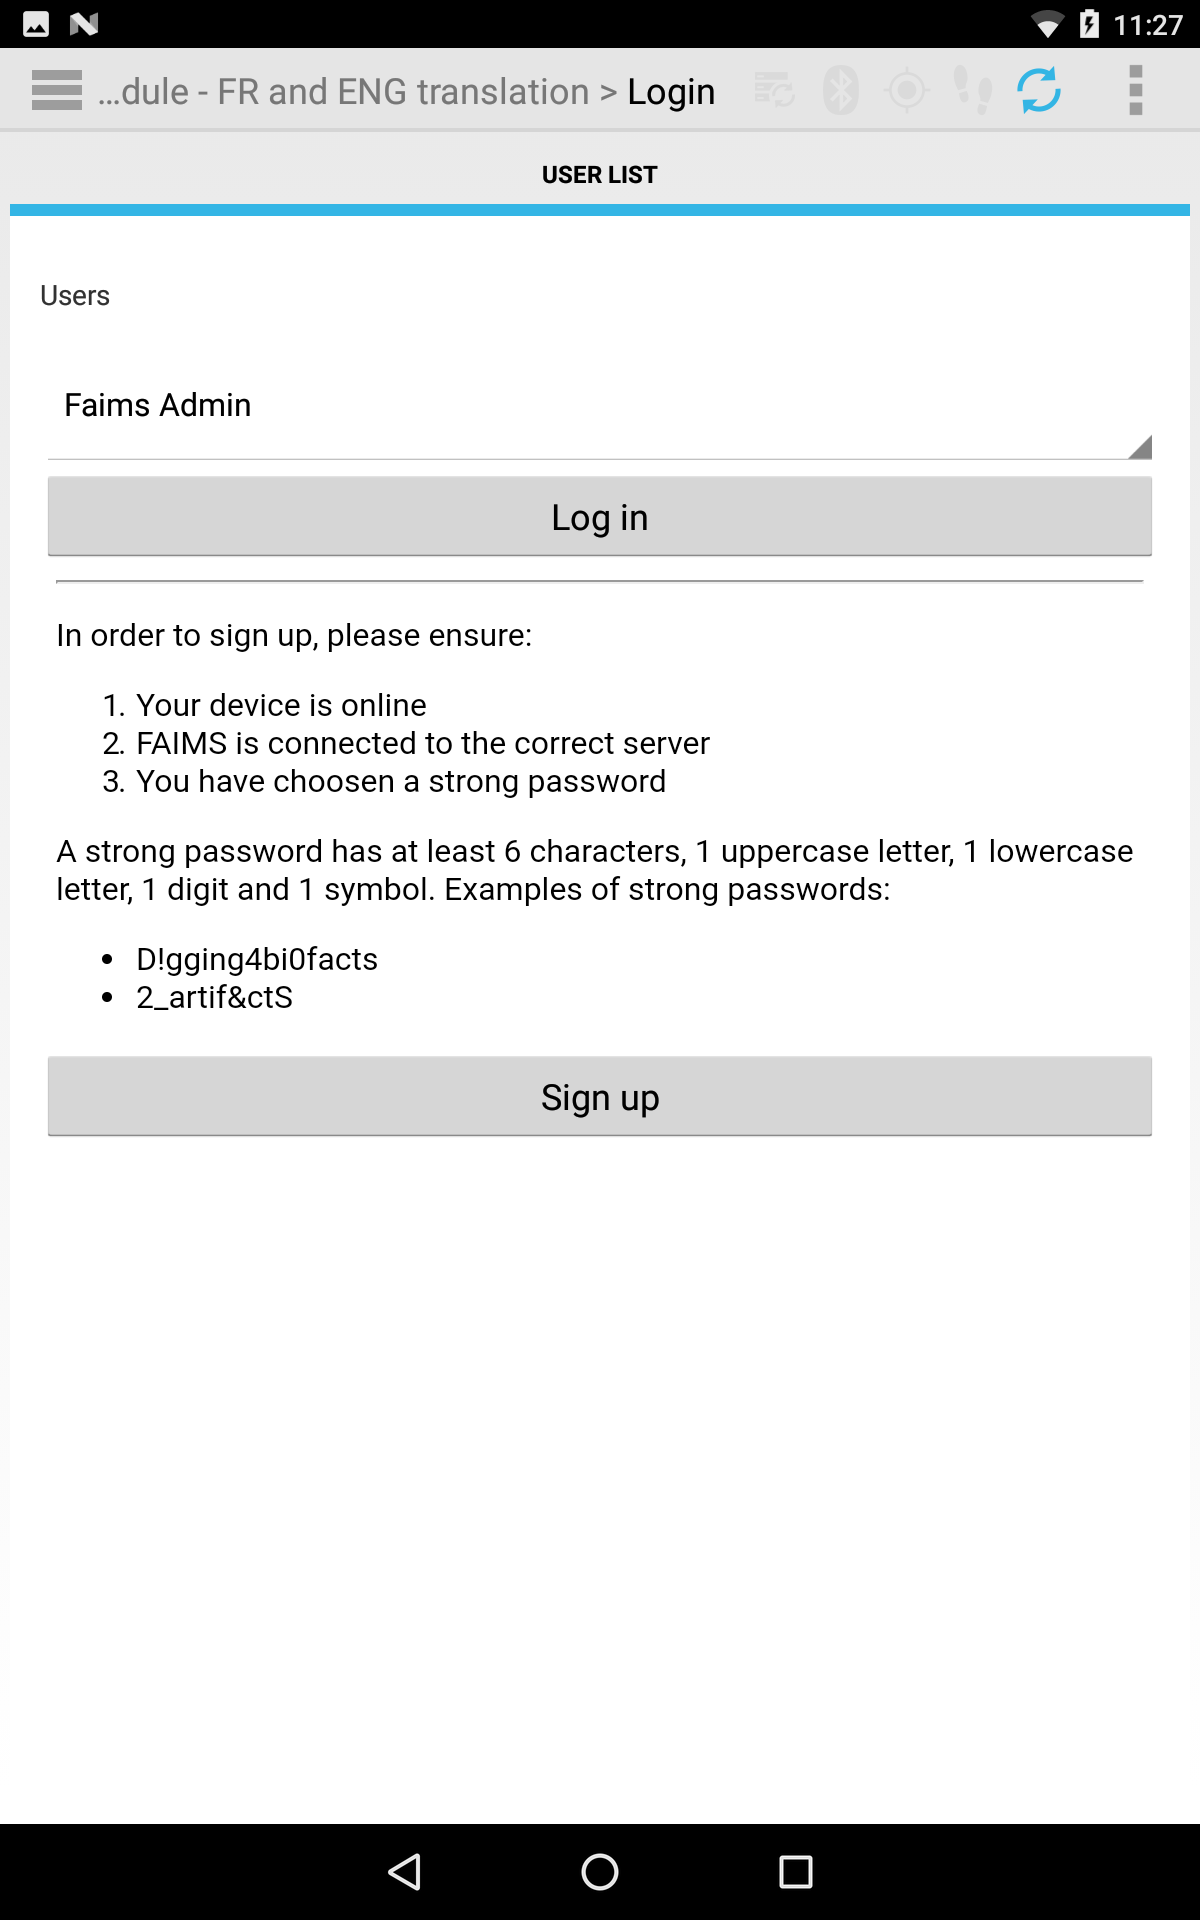 11:27
…dule - FR and ENG translation > Login
USER LIST
Users
Faims Admin
Log in
In order to sign up, please ensure:
1. Your device is online
2. FAIMS is connected to the correct server
3. You have choosen a strong password
A strong password has at least 6 characters, 1 uppercase letter, 1 lowercase
letter, 1 digit and 1 symbol. Examples of strong passwords:
• D!gging4bi0facts
• 2_artif&ctS
Sign up